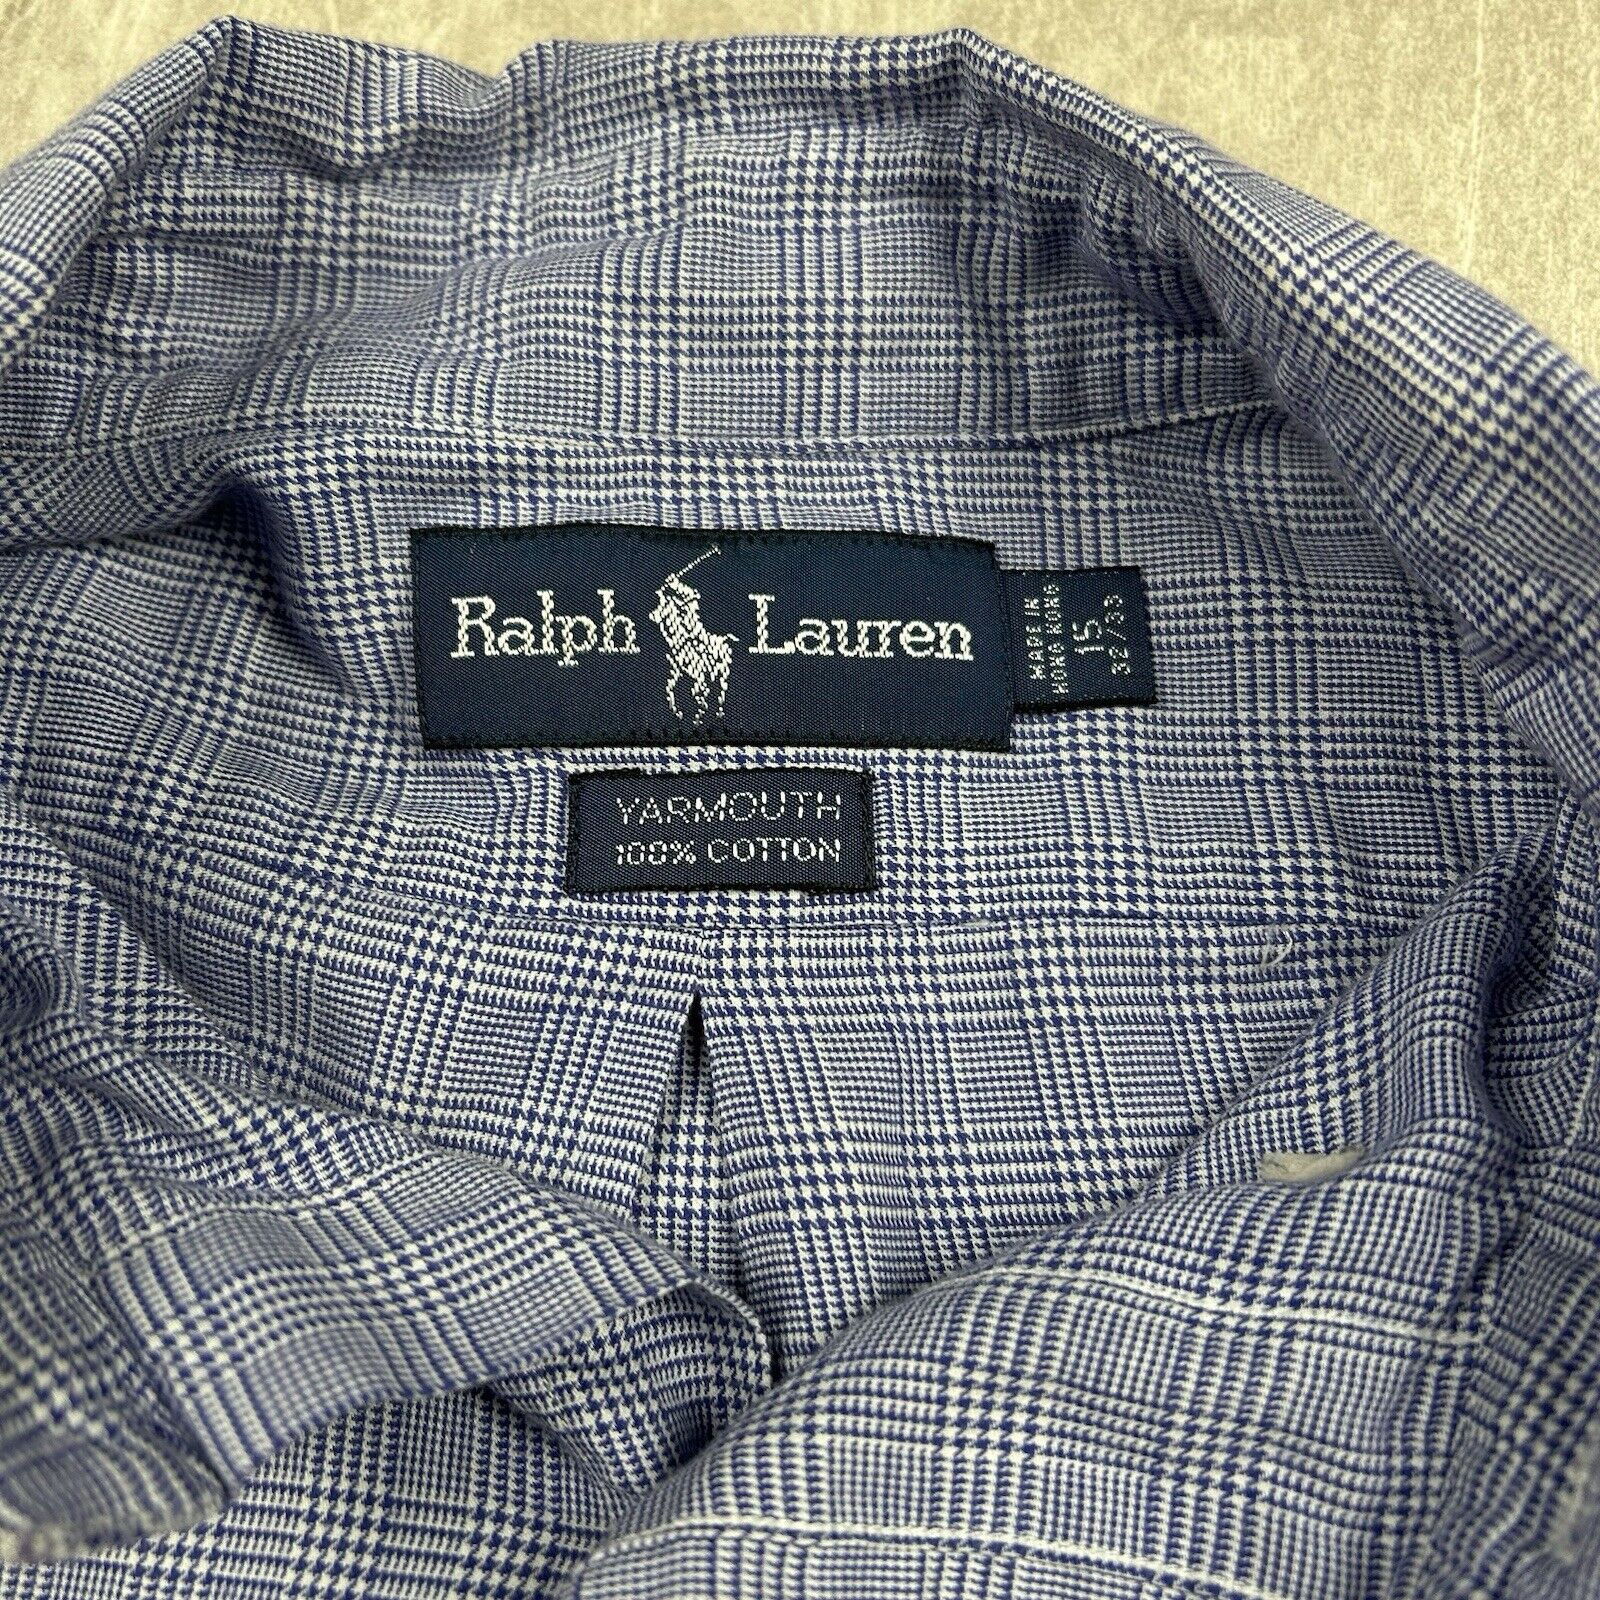 Ralph Lauren
MADE IN
HONG KONG
15
32/33
YARMOUTH
100% COTTON